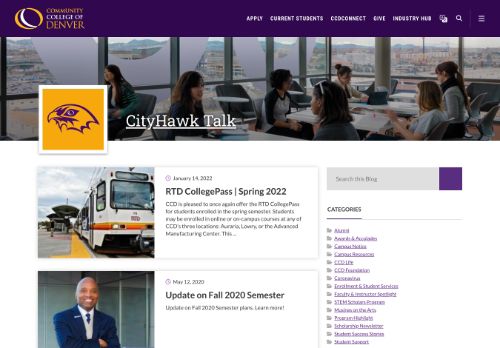 COMMUNITY
COLLEGE OF
DENVER
APPLY CURRENT STUDENTS CCDCONNECT GIVE INDUSTRY HUB
CityHawk Talk
January 14, 2022
RTD CollegePass | Spring 2022
CCD is pleased to once again offer the RTD CollegePass
for students enrolled in the spring semester. Students
may be enrolled in online or on-campus courses at any of
CCD's three locations: Auraria, Lowry, or the Advanced
Manufacturing Center. This ...
May 12, 2020
Update on Fall 2020 Semester
Update on Fall 2020 Semester plans. Learn more!
Search this Blog
CATEGORIES
Alumni
Awards & Accolades
Campus Notice
Campus Resources
CCD Life
CCD Foundation
Coronavirus
Enrollment & Student Services
Faculty & Instructor Spotlight
STEM Scholars Program
Musings on the Arts
Program Highlight
Scholarship Newsletter
Student Success Stories
Student Support